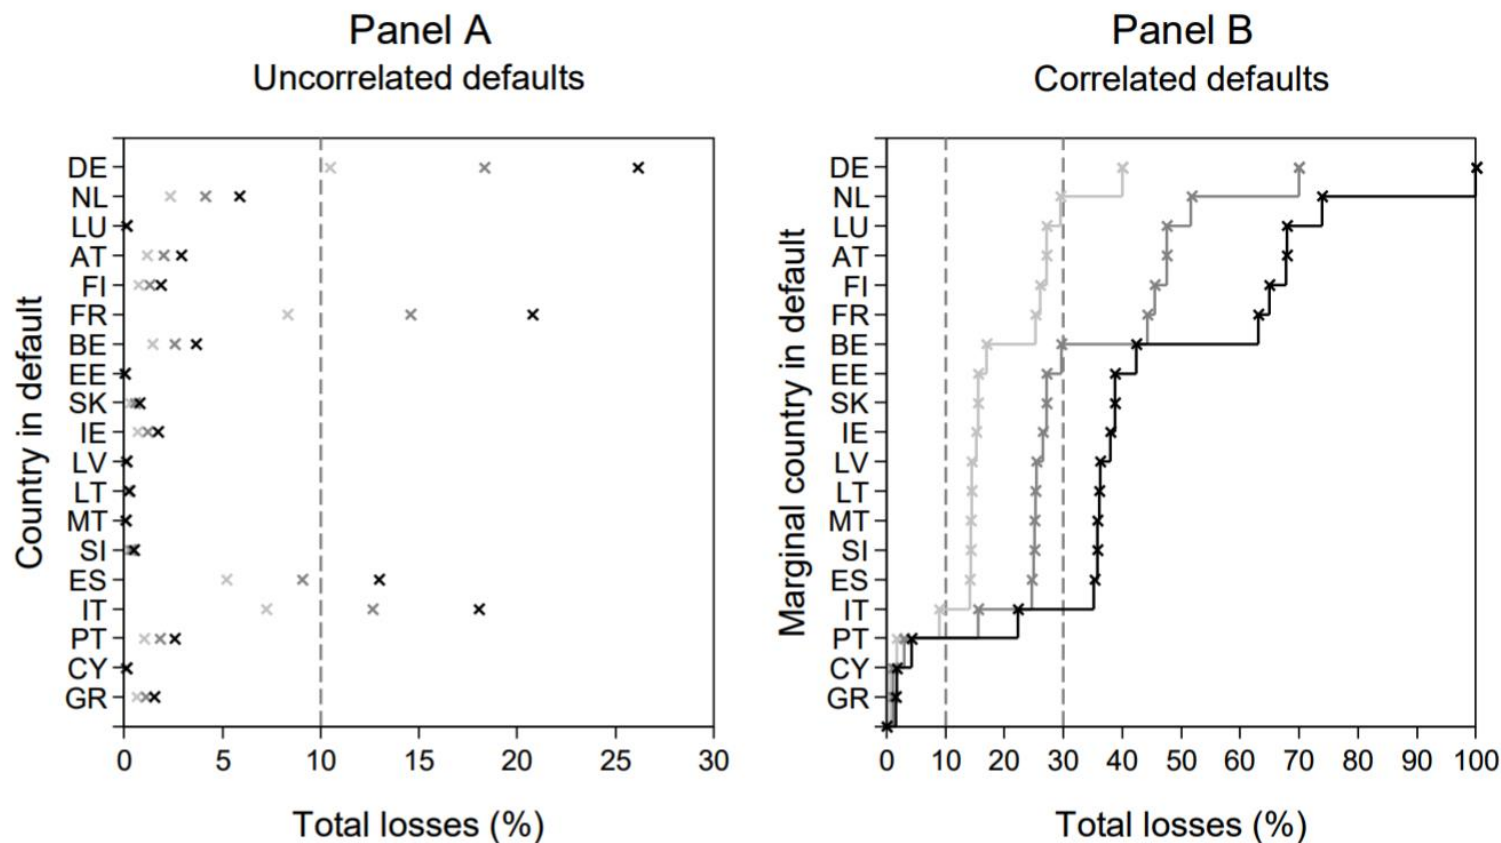 Panel A
Uncorrelated defaults
Country in default
DE
NL
LU
AT
FI
FR
BE
EE
SK
IE
LV
LT
MT
SI
ES
IT
PT
CY
GR
0 5 10 15 20 25 30
Total losses (%)
Panel B
Correlated defaults
Marginal country in default
DE
NL
LU
AT
FI
FR
BE
EE
SK
IE
LV
LT
MT
SI
ES
IT
PT
CY
GR
0 10 20 30 40 50 60 70 80 90 100
Total losses (%)